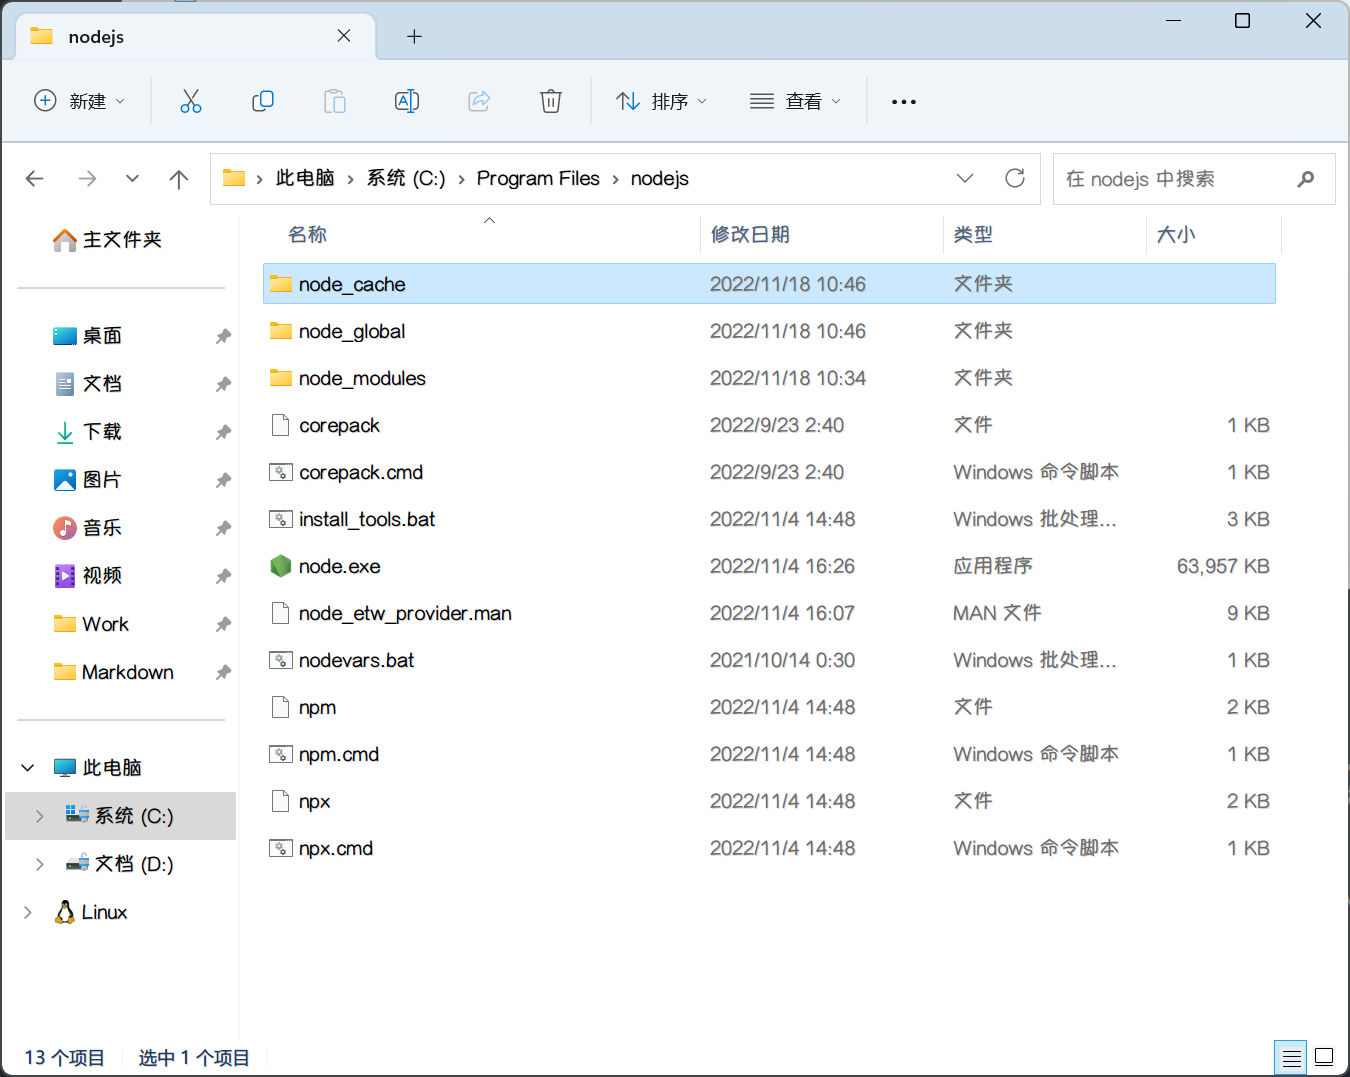 nodejs
新建
排序
查看
此电脑 系统 (C:) Program Files nodejs
在 nodejs 中搜索
主文件夹
桌面
文档
下载
图片
音乐
视频
Work
Markdown
此电脑
系统 (C:)
文档 (D:)
Linux
名称 修改日期 类型 大小
node_cache 2022/11/18 10:46 文件夹
node_global 2022/11/18 10:46 文件夹
node_modules 2022/11/18 10:34 文件夹
corepack 2022/9/23 2:40 文件 1 KB
corepack.cmd 2022/9/23 2:40 Windows 命令脚本 1 KB
install_tools.bat 2022/11/4 14:48 Windows 批处理... 3 KB
node.exe 2022/11/4 16:26 应用程序 63,957 KB
node_etw_provider.man 2022/11/4 16:07 MAN 文件 9 KB
nodevars.bat 2021/10/14 0:30 Windows 批处理... 1 KB
npm 2022/11/4 14:48 文件 2 KB
npm.cmd 2022/11/4 14:48 Windows 命令脚本 1 KB
npx 2022/11/4 14:48 文件 2 KB
npx.cmd 2022/11/4 14:48 Windows 命令脚本 1 KB
13 个项目 选中 1 个项目